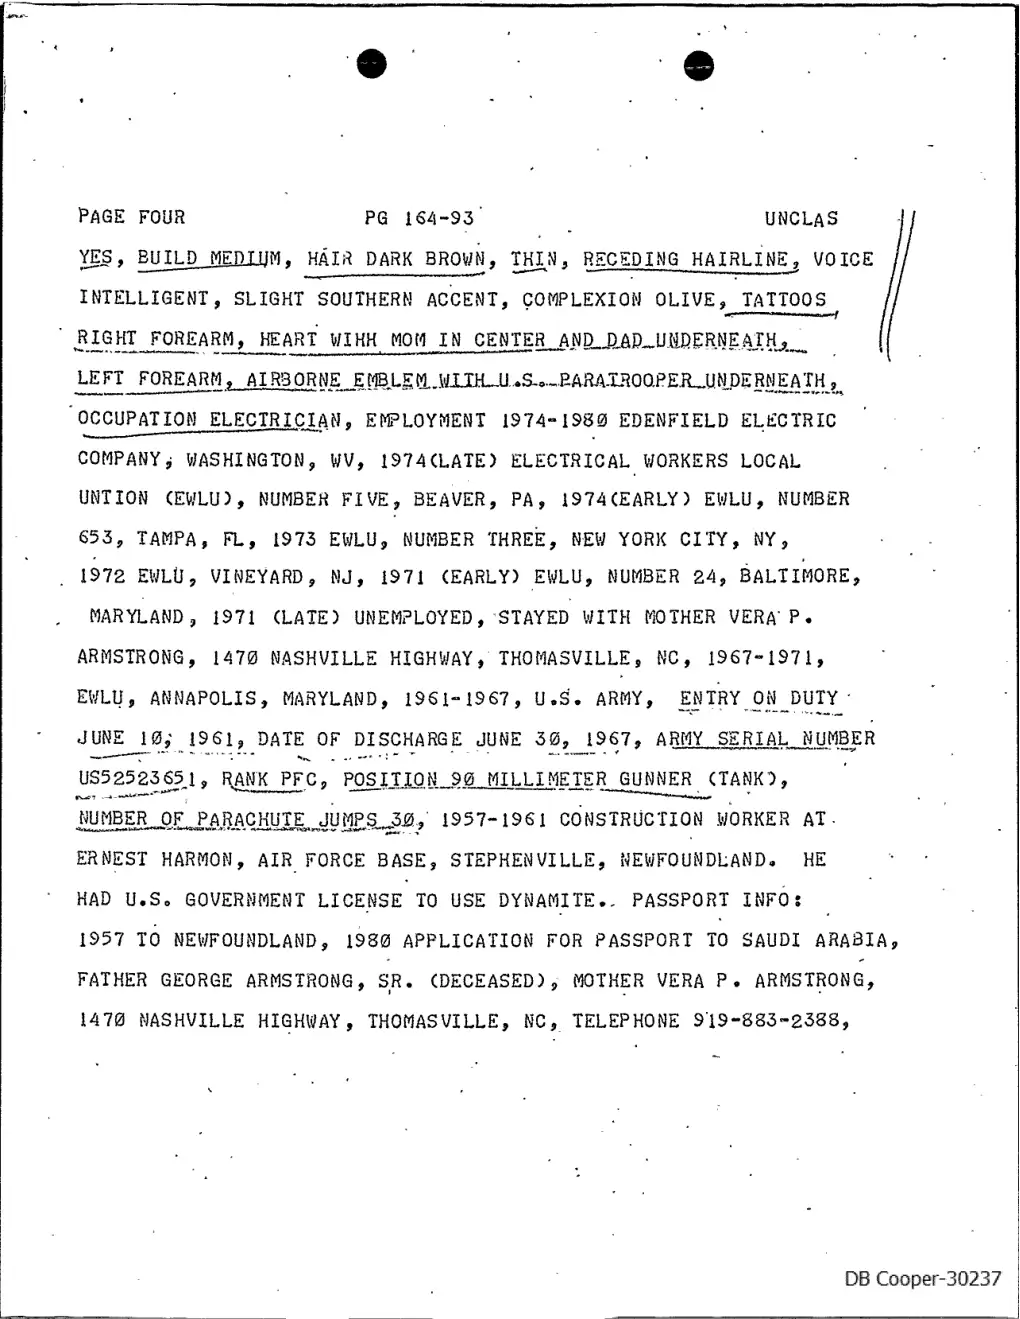 PAGE FOUR PG 164-93 UNCLAS
YES, BUILD MEDIUM, HAIR DARK BROWN, THIN, RECEDING HAIRLINE, VOICE
INTELLIGENT, SLIGHT SOUTHERN ACCENT, COMPLEXION OLIVE, TATTOOS
RIGHT FOREARM, HEART WIHH MOM IN CENTER AND DAD UNDERNEATH,
LEFT FOREARM, AIRBORNE EMBLEM WITH U.S. PARATROOPER UNDERNEATH,
OCCUPATION ELECTRICIAN, EMPLOYMENT 1974-1980 EDENFIELD ELECTRIC
COMPANY, WASHINGTON, WV, 1974(LATE) ELECTRICAL WORKERS LOCAL
UNTION (EWLU), NUMBER FIVE, BEAVER, PA, 1974(EARLY) EWLU, NUMBER
653, TAMPA, FL, 1973 EWLU, NUMBER THREE, NEW YORK CITY, NY,
1972 EWLU, VINEYARD, NJ, 1971 (EARLY) EWLU, NUMBER 24, BALTIMORE,
MARYLAND, 1971 (LATE) UNEMPLOYED, STAYED WITH MOTHER VERA P.
ARMSTRONG, 1470 NASHVILLE HIGHWAY, THOMASVILLE, NC, 1967-1971,
EWLU, ANNAPOLIS, MARYLAND, 1961-1967, U.S. ARMY, ENTRY ON DUTY
JUNE 10, 1961, DATE OF DISCHARGE JUNE 30, 1967, ARMY SERIAL NUMBER
US52523651, RANK PFC, POSITION 90 MILLIMETER GUNNER (TANK),
NUMBER OF PARACHUTE JUMPS 30, 1957-1961 CONSTRUCTION WORKER AT
ERNEST HARMON, AIR FORCE BASE, STEPHENVILLE, NEWFOUNDLAND. HE
HAD U.S. GOVERNMENT LICENSE TO USE DYNAMITE.. PASSPORT INFO:
1957 TO NEWFOUNDLAND, 1980 APPLICATION FOR PASSPORT TO SAUDI ARABIA,
FATHER GEORGE ARMSTRONG, SR. (DECEASED), MOTHER VERA P. ARMSTRONG,
1470 NASHVILLE HIGHWAY, THOMASVILLE, NC, TELEPHONE 919-883-2388,
DB Cooper-30237